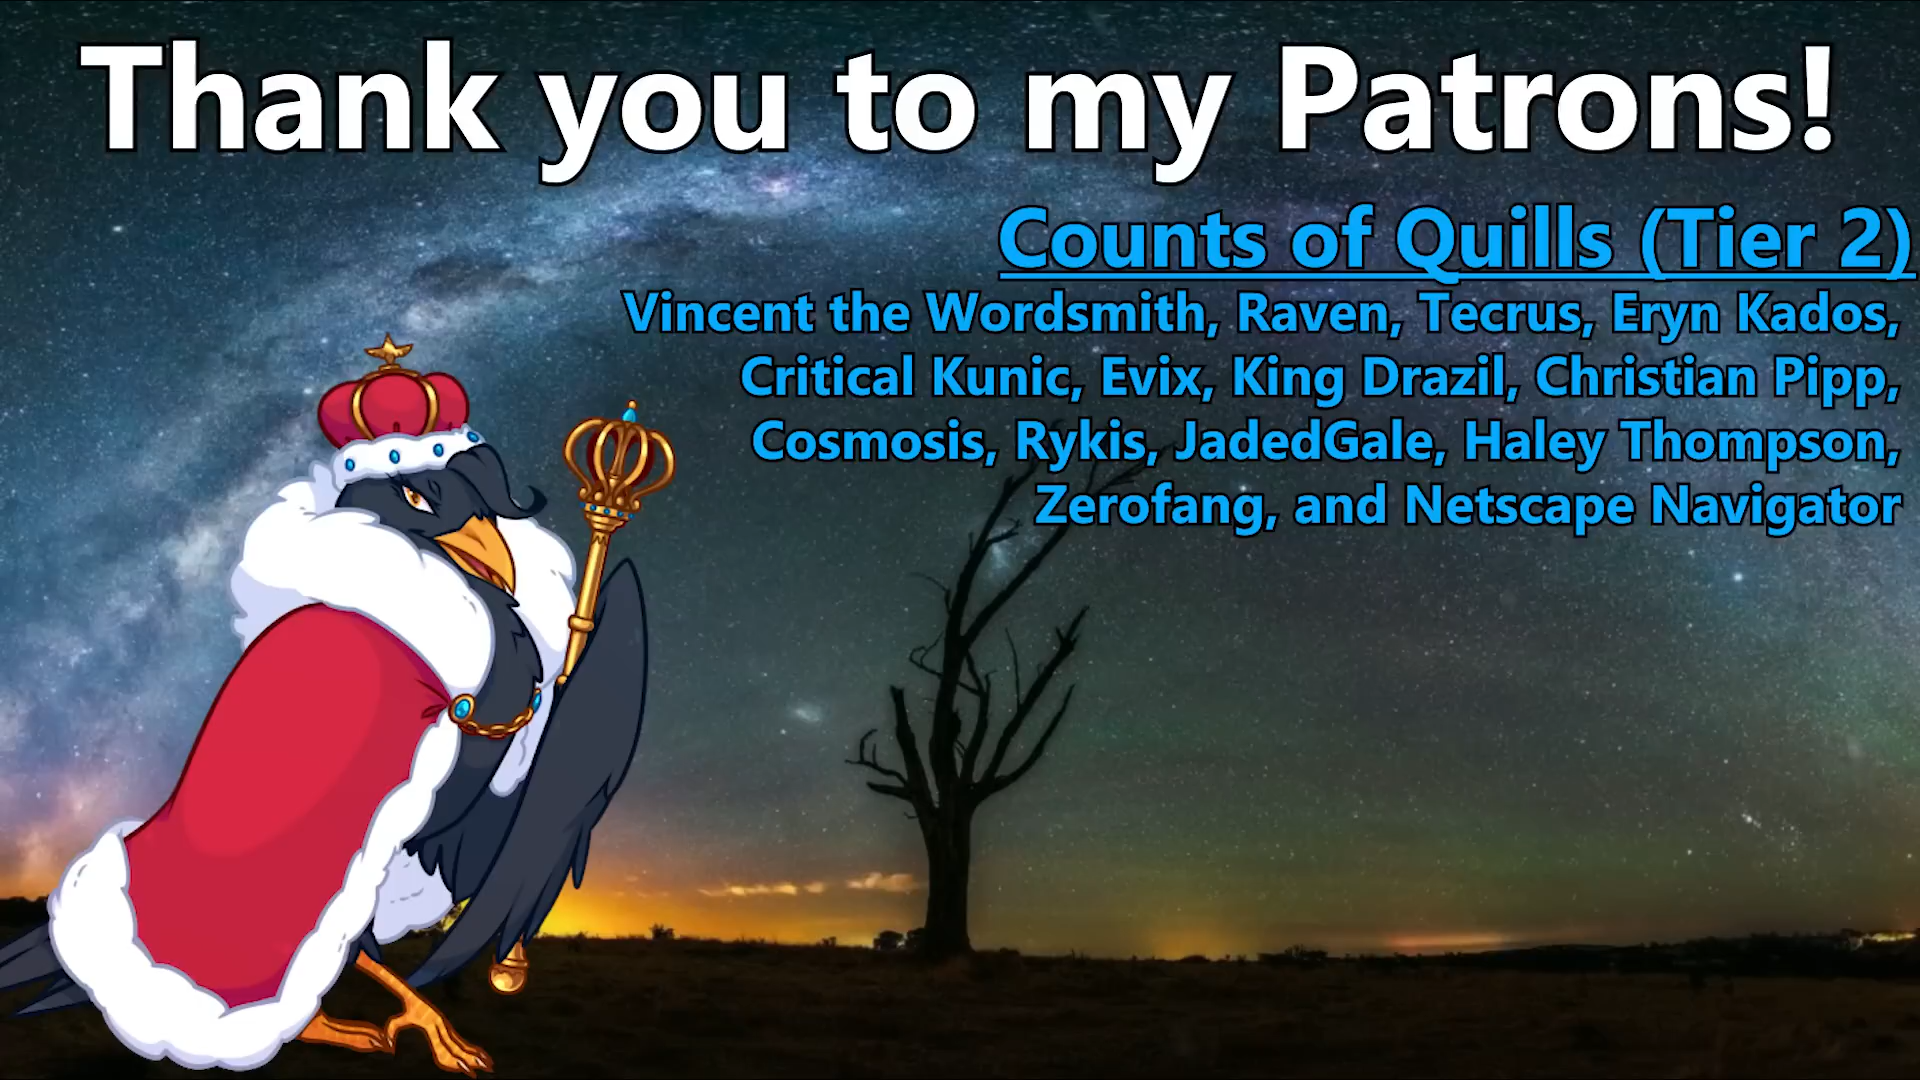 Thank you to my Patrons!
Counts of Quills (Tier 2)
Vincent the Wordsmith, Raven, Tecrus, Eryn Kados,
Critical Kunic, Evix, King Drazil, Christian Pipp,
Cosmosis, Rykis, JadedGale, Haley Thompson,
Zerofang, and Netscape Navigator